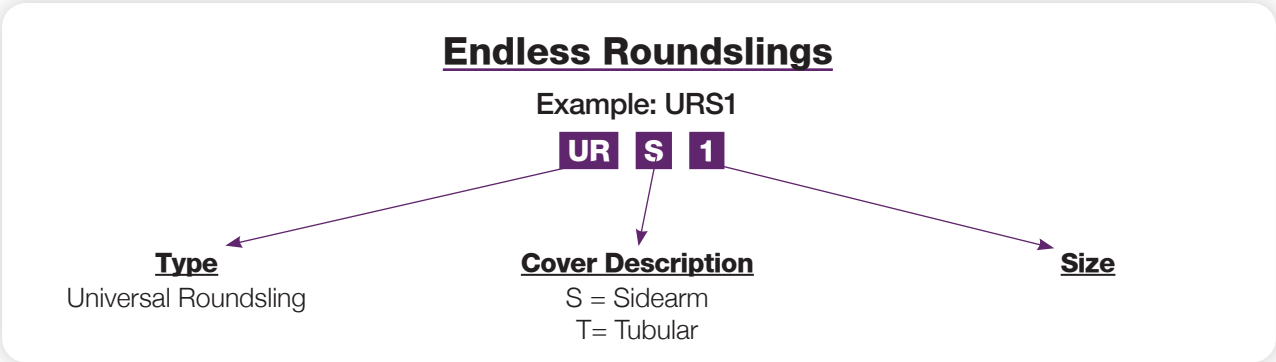 Endless Roundslings
Example: URS1
UR S 1
Type Cover Description Size
Universal Roundsling S = Sidearm
T= Tubular